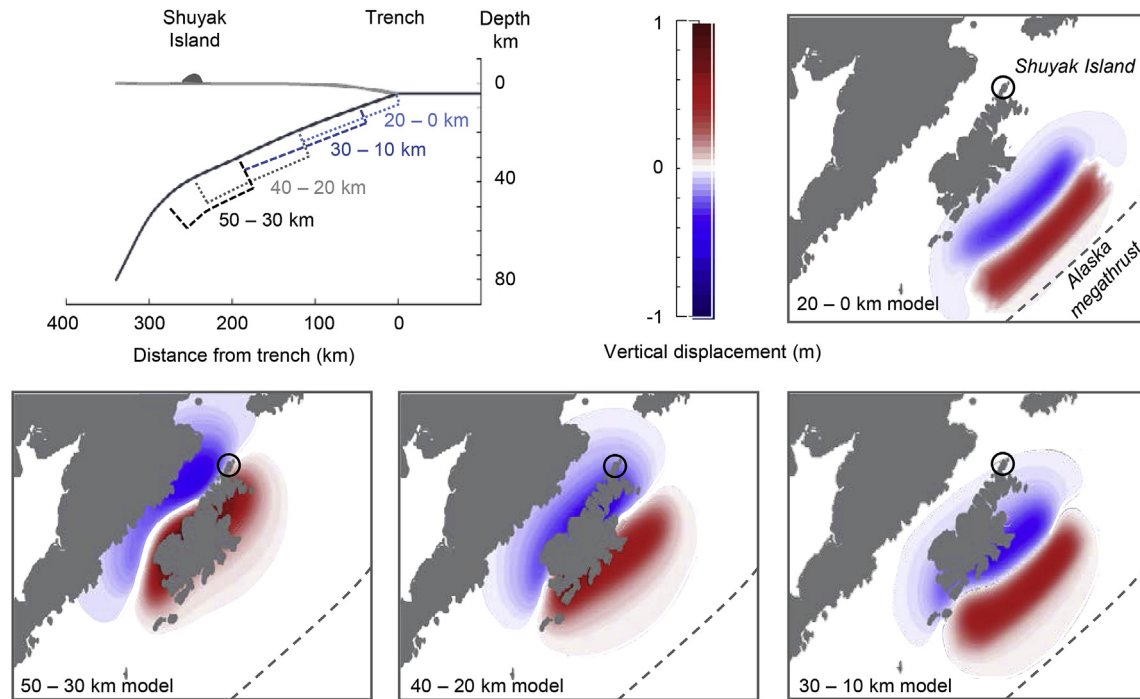 Shuyak
Island
Trench
Depth
km
0
40
80
20 – 0 km
30 – 10 km
40 – 20 km
50 – 30 km
400
300
200
100
0
Distance from trench (km)
1
0
-1
Vertical displacement (m)
Shuyak Island
Alaska
megathrust
20 – 0 km model
50 – 30 km model
40 – 20 km model
30 – 10 km model